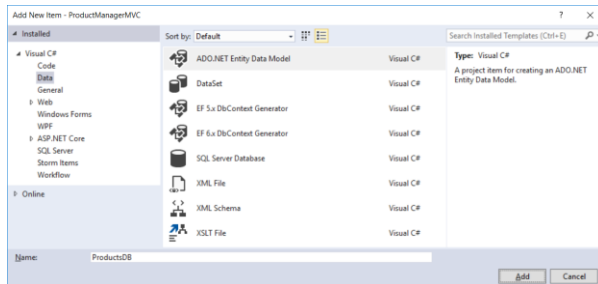 Add New Item - ProductManagerMVC ? ×
Installed
Sort by: Default
Search Installed Templates (Ctrl+E)
Visual C#
Code
Data
General
Web
Windows Forms
WPF
ASP.NET Core
SQL Server
Storm Items
Workflow
Online
ADO.NET Entity Data Model Visual C#
DataSet Visual C#
EF 5.x DbContext Generator Visual C#
EF 6.x DbContext Generator Visual C#
SQL Server Database Visual C#
XML File Visual C#
XML Schema Visual C#
XSLT File Visual C#
Type: Visual C#
A project item for creating an ADO.NET
Entity Data Model.
Name: ProductsDB
Add Cancel